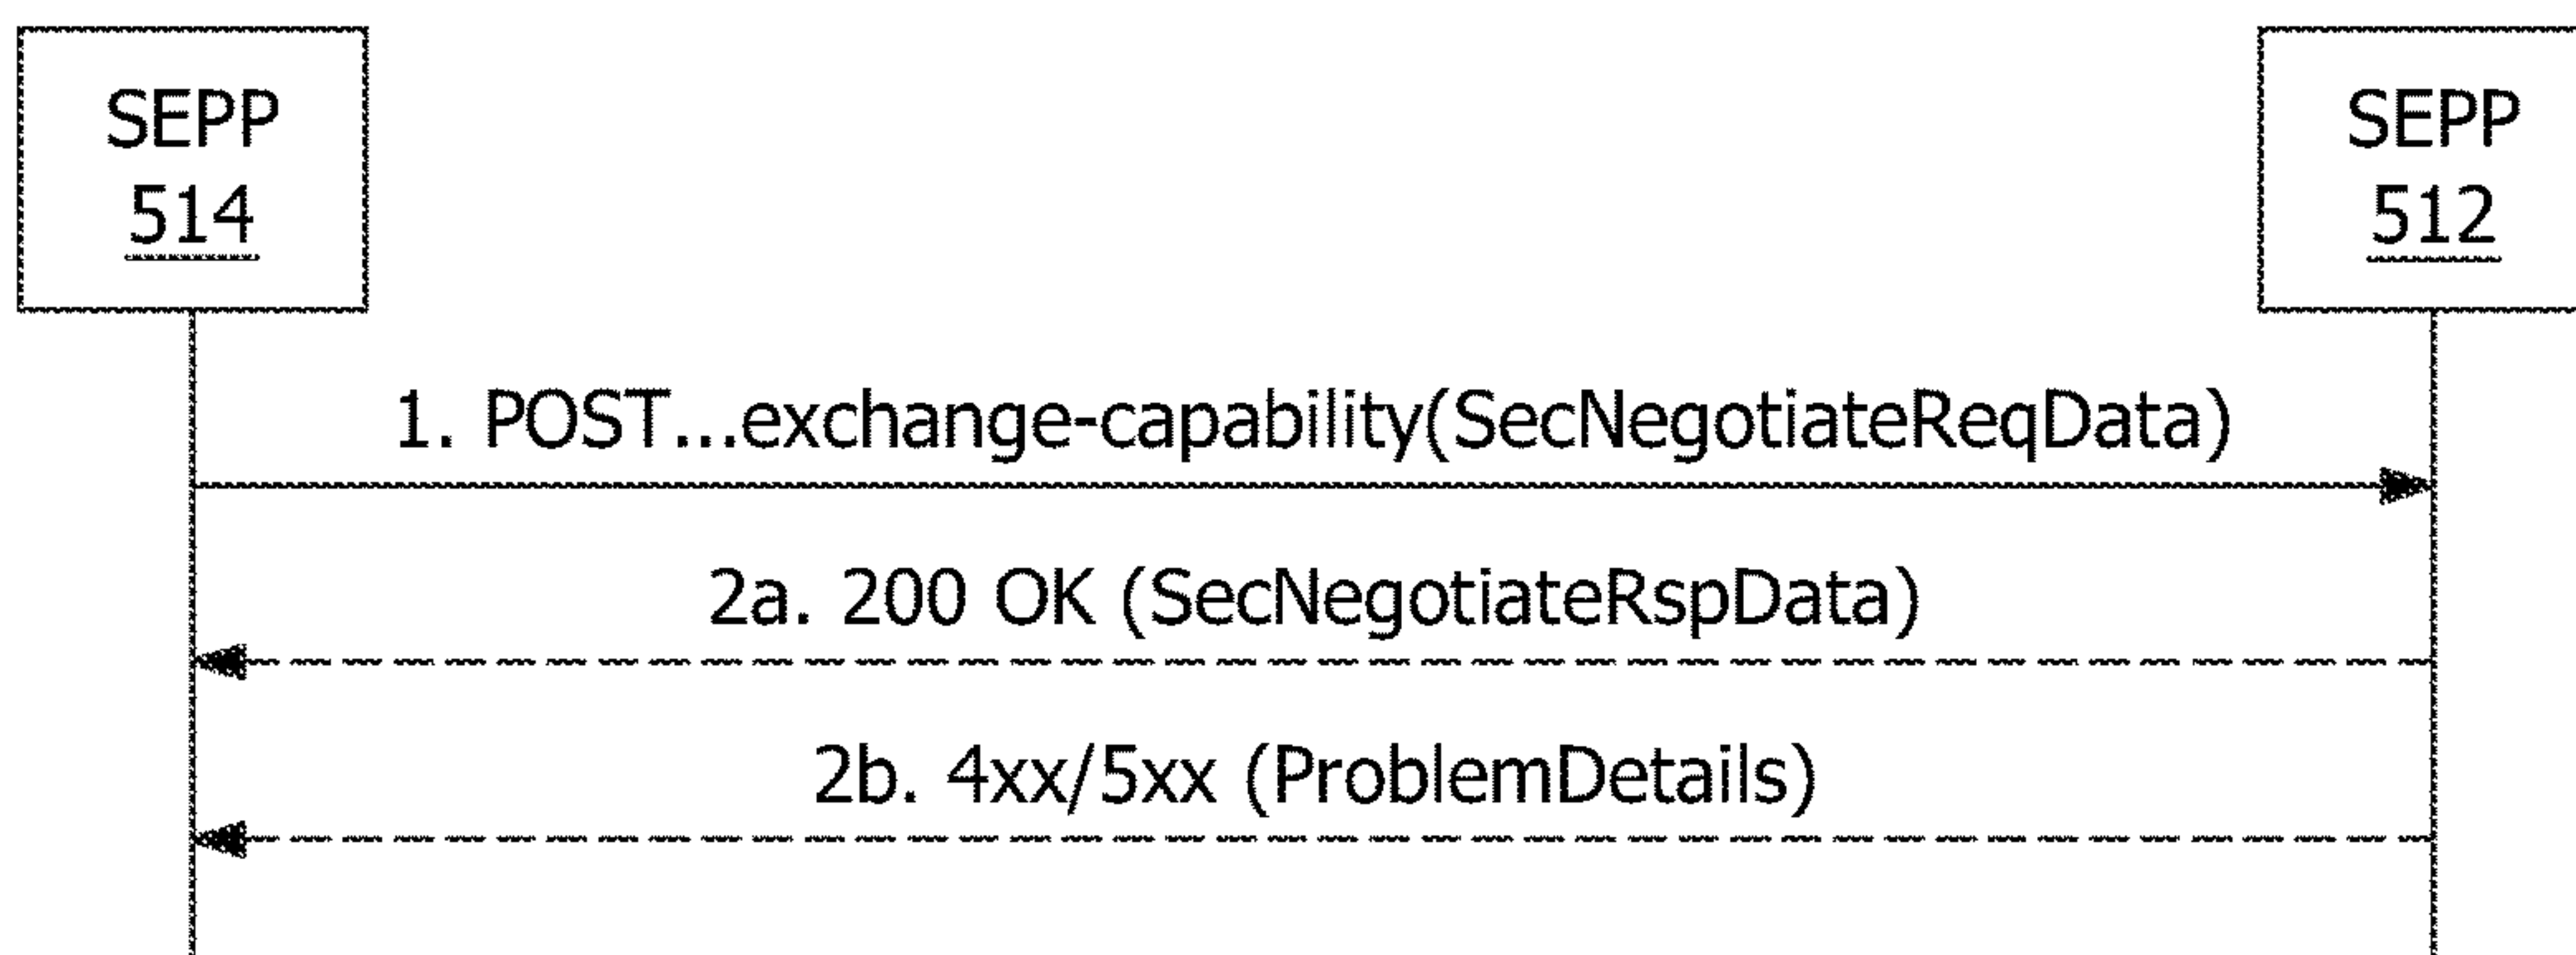 SEPP
514
SEPP
512
1. POST...exchange-capability(SecNegotiateReqData)
2a. 200 OK (SecNegotiateRspData)
2b. 4xx/5xx (ProblemDetails)